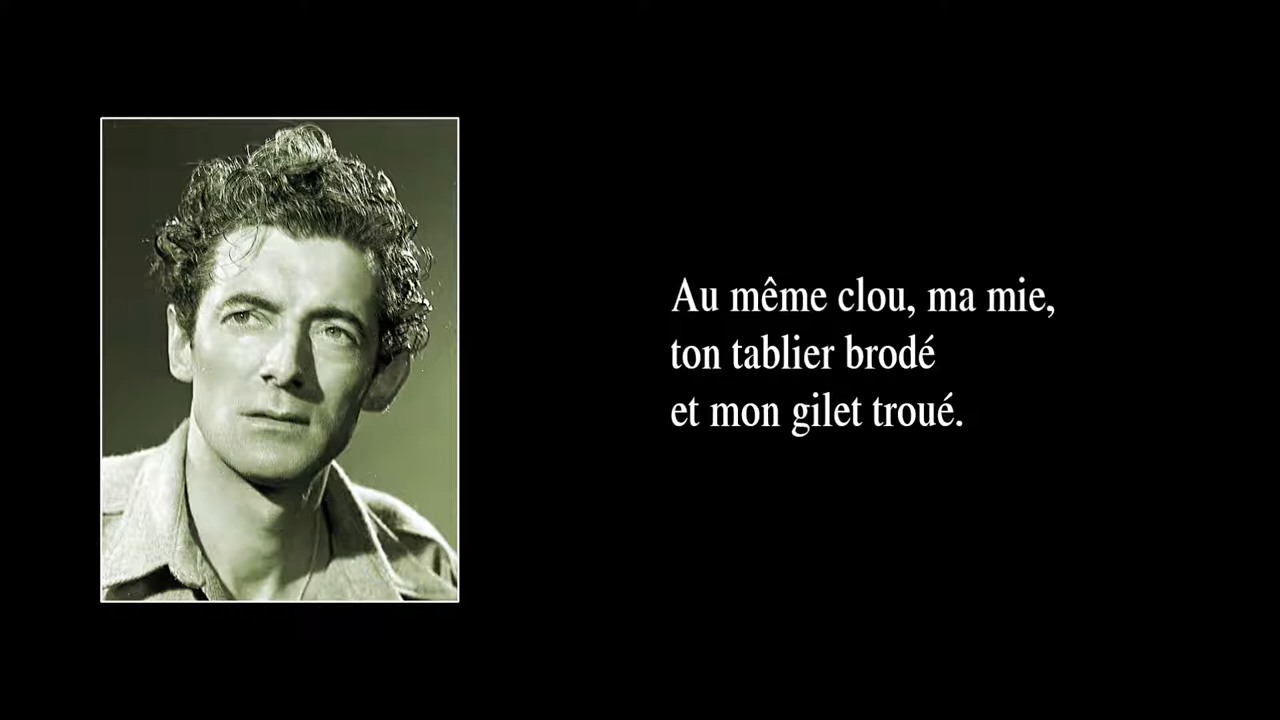 Au même clou, ma mie,
ton tablier brodé
et mon gilet troué.